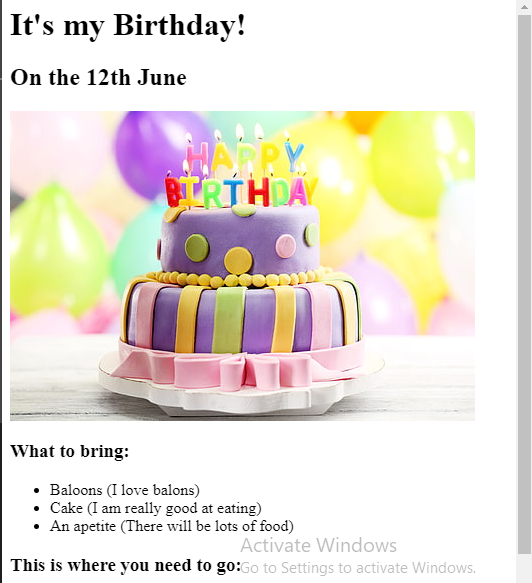 It's my Birthday!
On the 12th June
HAPPY
BIRTHDAY
What to bring:
Baloons (I love balons)
Cake (I am really good at eating)
An apetite (There will be lots of food)
Activate Windows
This is where you need to go:
Go to Settings to activate Windows.